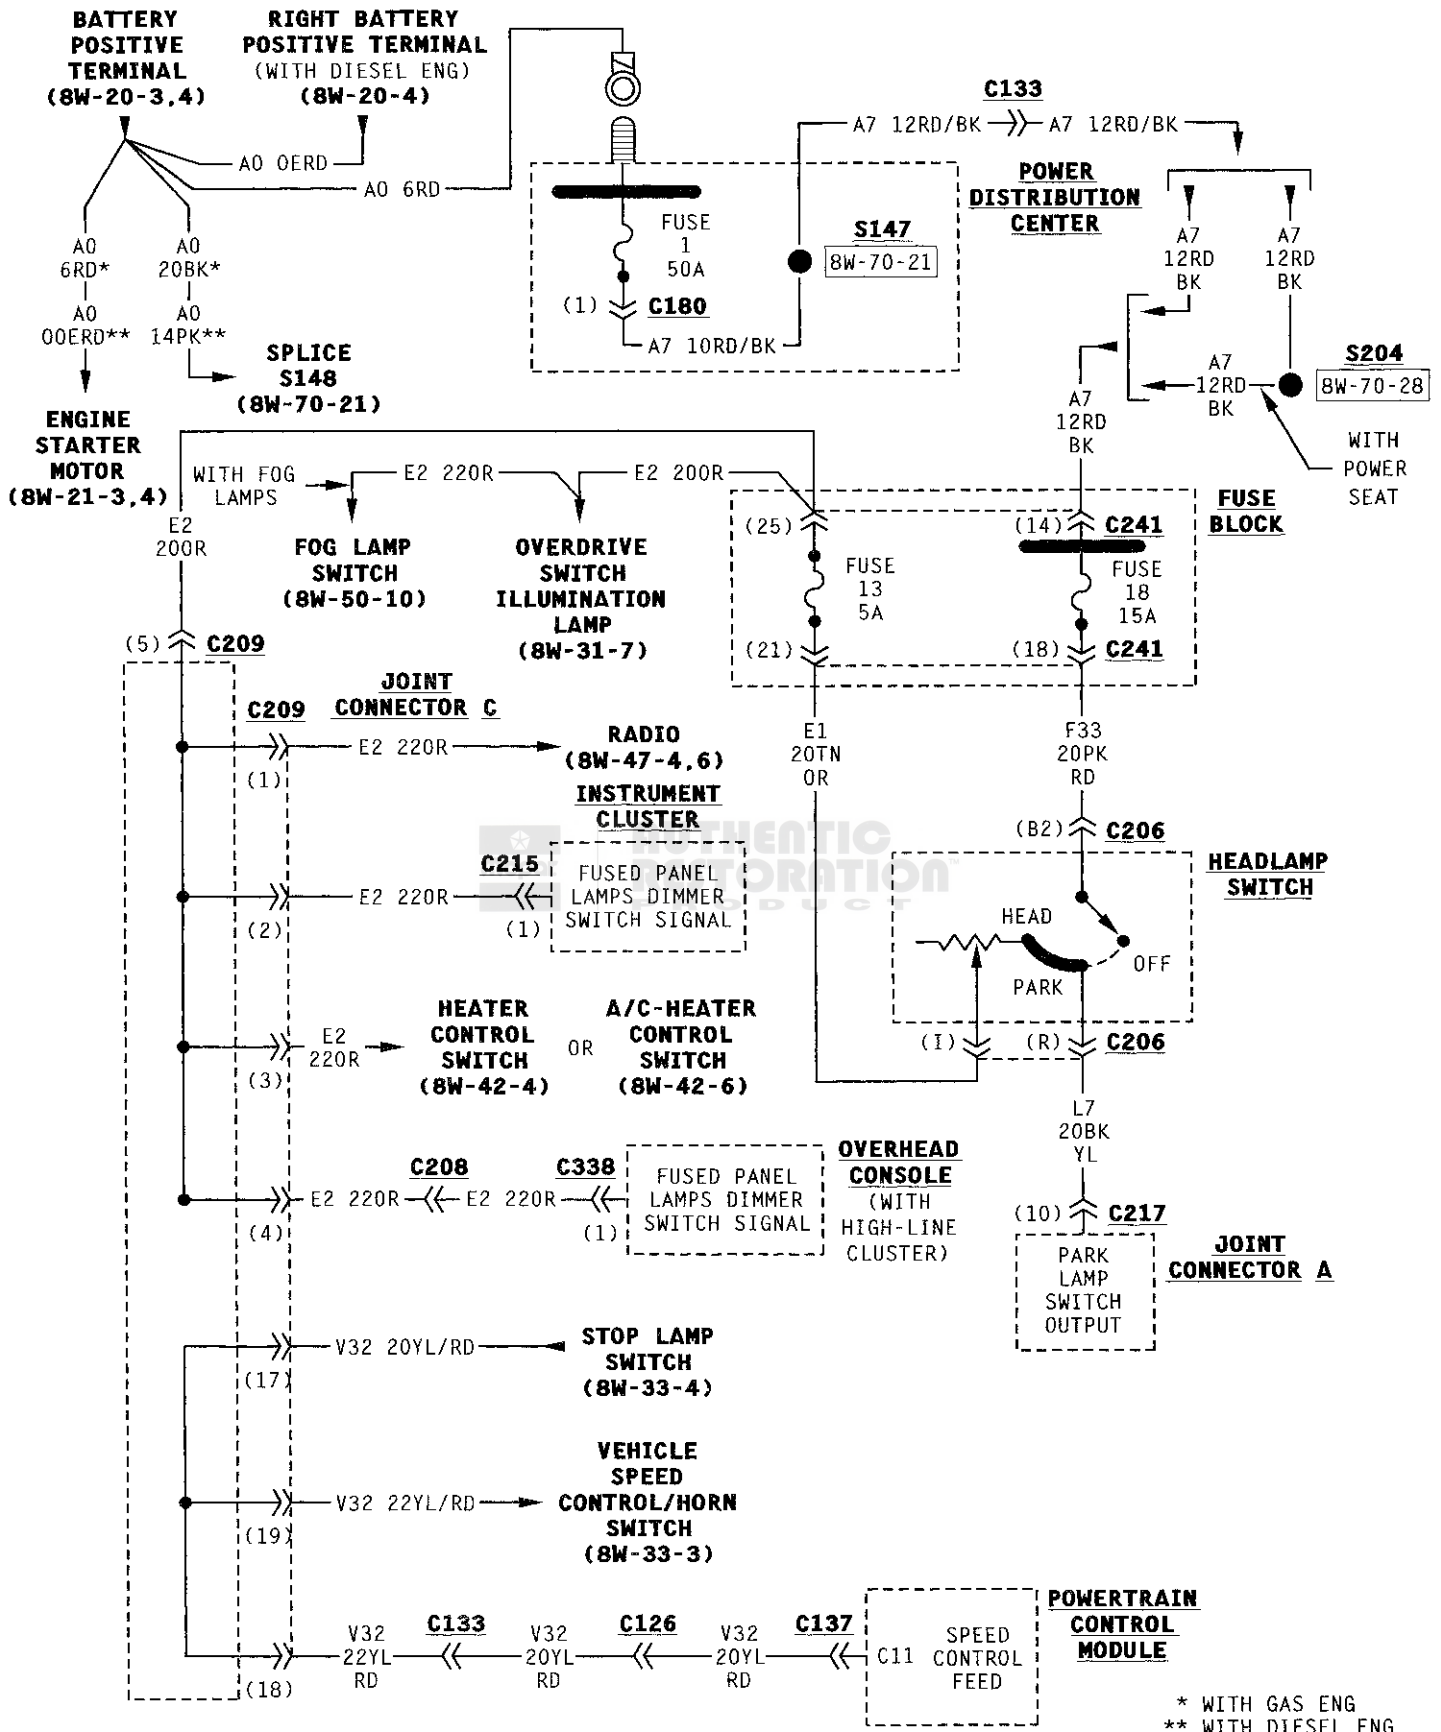 BATTERY
POSITIVE
TERMINAL
(8W-20-3,4)
RIGHT BATTERY
POSITIVE TERMINAL
(WITH DIESEL ENG)
(8W-20-4)
A0 0ERD
A0 6RD
A0
6RD*
A0
20BK*
A0
00ERD**
A0
14PK**
SPLICE
S148
(8W-70-21)
ENGINE
STARTER
MOTOR
(8W-21-3,4)
FUSE
1
50A
(1)
C180
A7 10RD/BK
S147
8W-70-21
A7 12RD/BK
C133
A7 12RD/BK
POWER
DISTRIBUTION
CENTER
A7
12RD
BK
A7
12RD
BK
A7
12RD
BK
A7
12RD
BK
S204
8W-70-28
WITH
POWER
SEAT
WITH FOG
LAMPS
E2 22OR
E2 20OR
E2
20OR
FOG LAMP
SWITCH
(8W-50-10)
OVERDRIVE
SWITCH
ILLUMINATION
LAMP
(8W-31-7)
(25)
FUSE
13
5A
(21)
(14)
C241
FUSE
18
15A
(18)
C241
FUSE
BLOCK
(5)
C209
JOINT
CONNECTOR C
C209
E2 22OR
(1)
RADIO
(8W-47-4,6)
INSTRUMENT
CLUSTER
E1
20TN
OR
F33
20PK
RD
(B2)
C206
AUTHENTIC
RESTORATION™
PRODUCT
HEADLAMP
SWITCH
E2 22OR
(2)
C215
(1)
FUSED PANEL
LAMPS DIMMER
SWITCH SIGNAL
HEAD
PARK
OFF
(I)
(R)
C206
E2
22OR
(3)
HEATER
CONTROL
SWITCH
(8W-42-4)
OR
A/C-HEATER
CONTROL
SWITCH
(8W-42-6)
L7
20BK
YL
E2 22OR
(4)
C208
E2 22OR
C338
(1)
FUSED PANEL
LAMPS DIMMER
SWITCH SIGNAL
OVERHEAD
CONSOLE
(WITH
HIGH-LINE
CLUSTER)
(10)
C217
PARK
LAMP
SWITCH
OUTPUT
JOINT
CONNECTOR A
V32 20YL/RD
(17)
STOP LAMP
SWITCH
(8W-33-4)
V32 22YL/RD
(19)
VEHICLE
SPEED
CONTROL/HORN
SWITCH
(8W-33-3)
(18)
V32
22YL
RD
C133
V32
20YL
RD
C126
V32
20YL
RD
C137
C11
SPEED
CONTROL
FEED
POWERTRAIN
CONTROL
MODULE
* WITH GAS ENG
** WITH DIESEL ENG